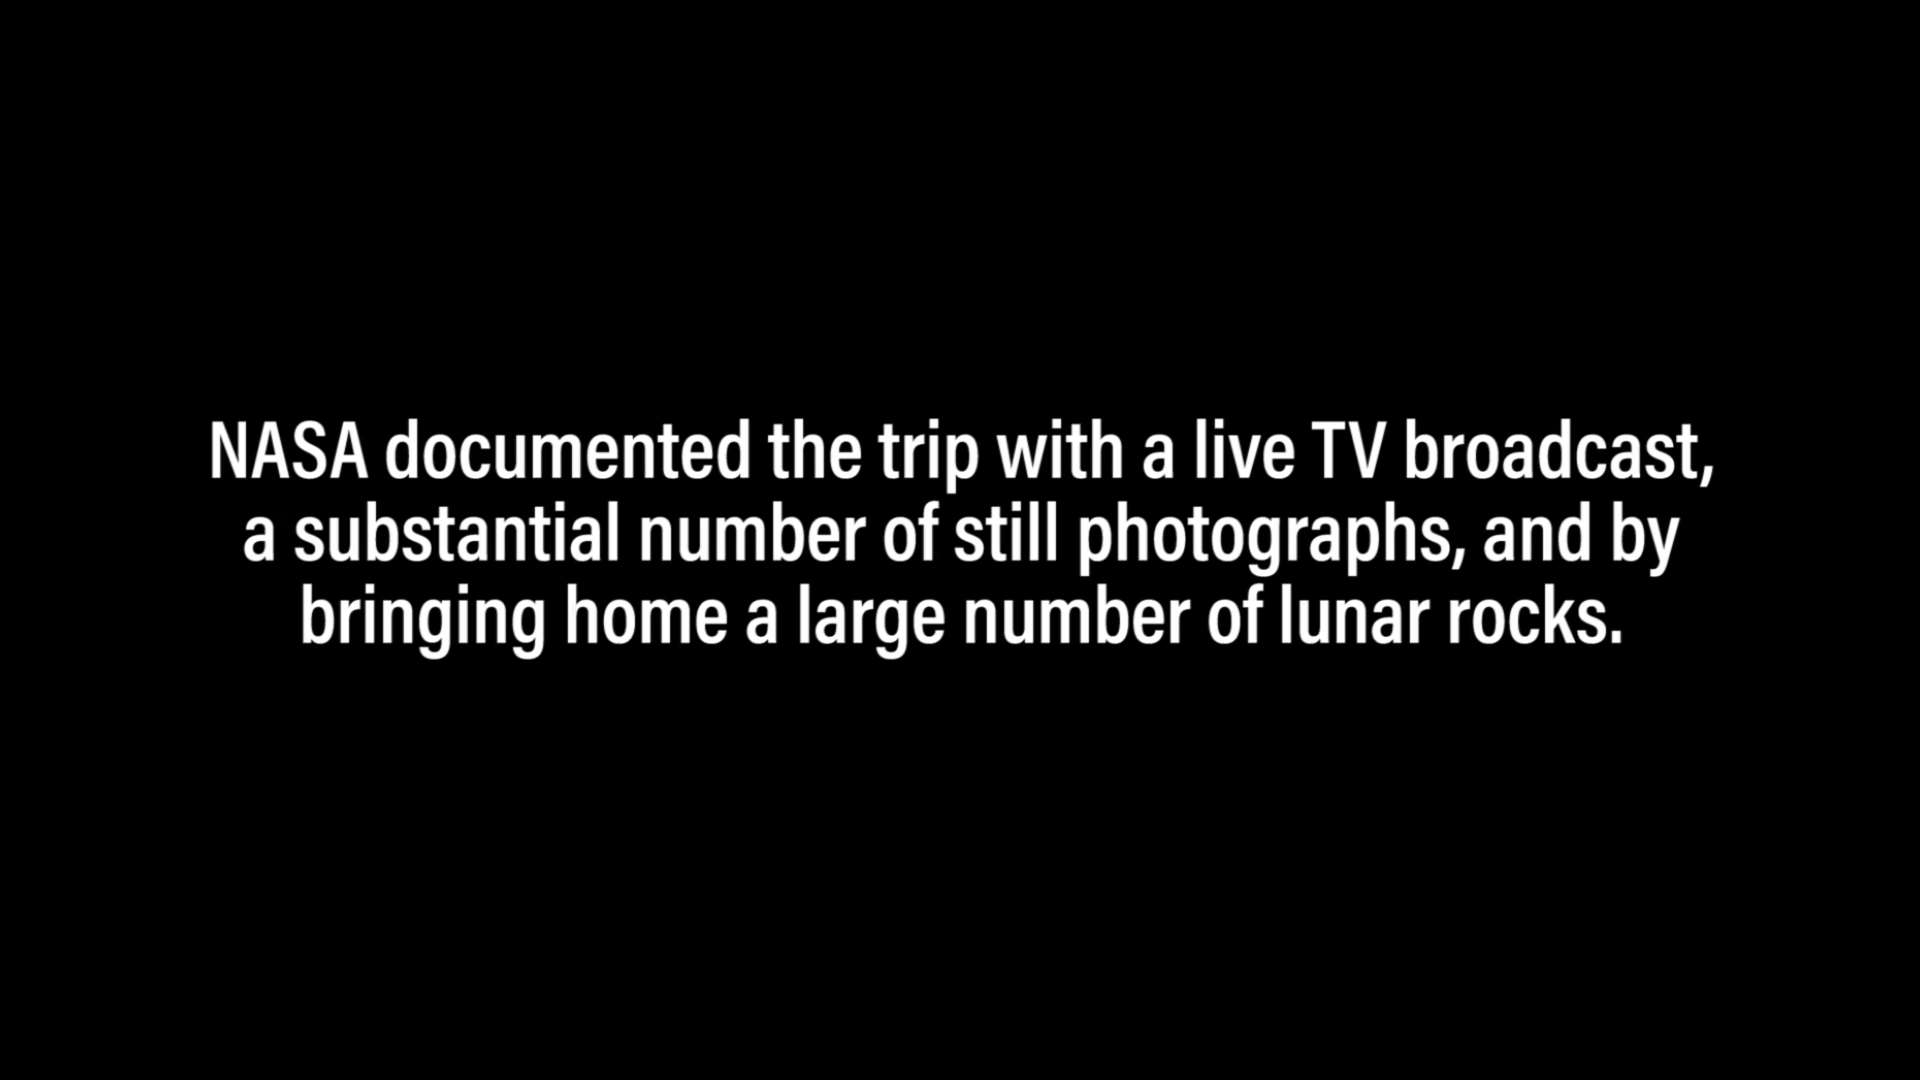 NASA documented the trip with a live TV broadcast,
a substantial number of still photographs, and by
bringing home a large number of lunar rocks.